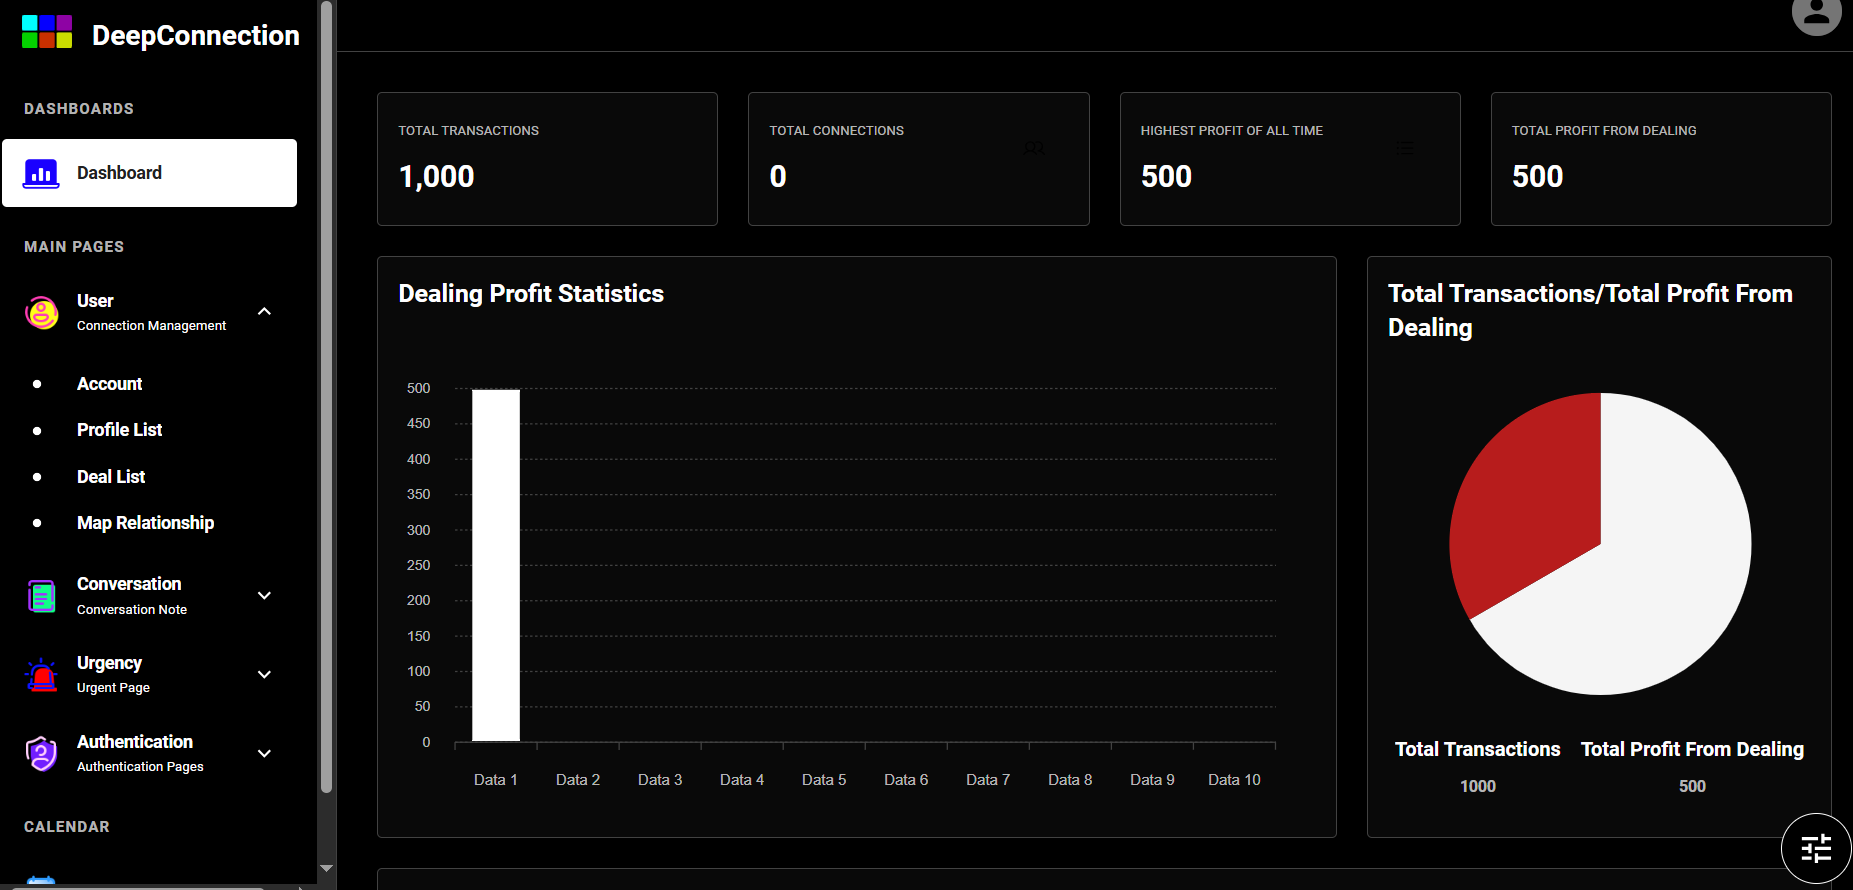 DeepConnection
DASHBOARDS
Dashboard
MAIN PAGES
User
Connection Management
Account
Profile List
Deal List
Map Relationship
Conversation
Conversation Note
Urgency
Urgent Page
Authentication
Authentication Pages
CALENDAR
TOTAL TRANSACTIONS
1,000
TOTAL CONNECTIONS
0
HIGHEST PROFIT OF ALL TIME
500
TOTAL PROFIT FROM DEALING
500
Dealing Profit Statistics
500
450
400
350
300
250
200
150
100
50
0
Data 1 Data 2 Data 3 Data 4 Data 5 Data 6 Data 7 Data 8 Data 9 Data 10
Total Transactions/Total Profit From
Dealing
Total Transactions Total Profit From Dealing
1000 500